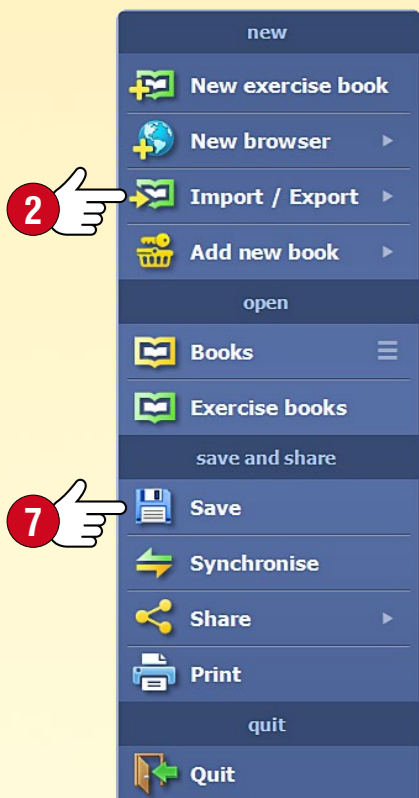 new
New exercise book
New browser
2 Import / Export
Add new book
open
Books
Exercise books
save and share
7 Save
Synchronise
Share
Print
quit
Quit